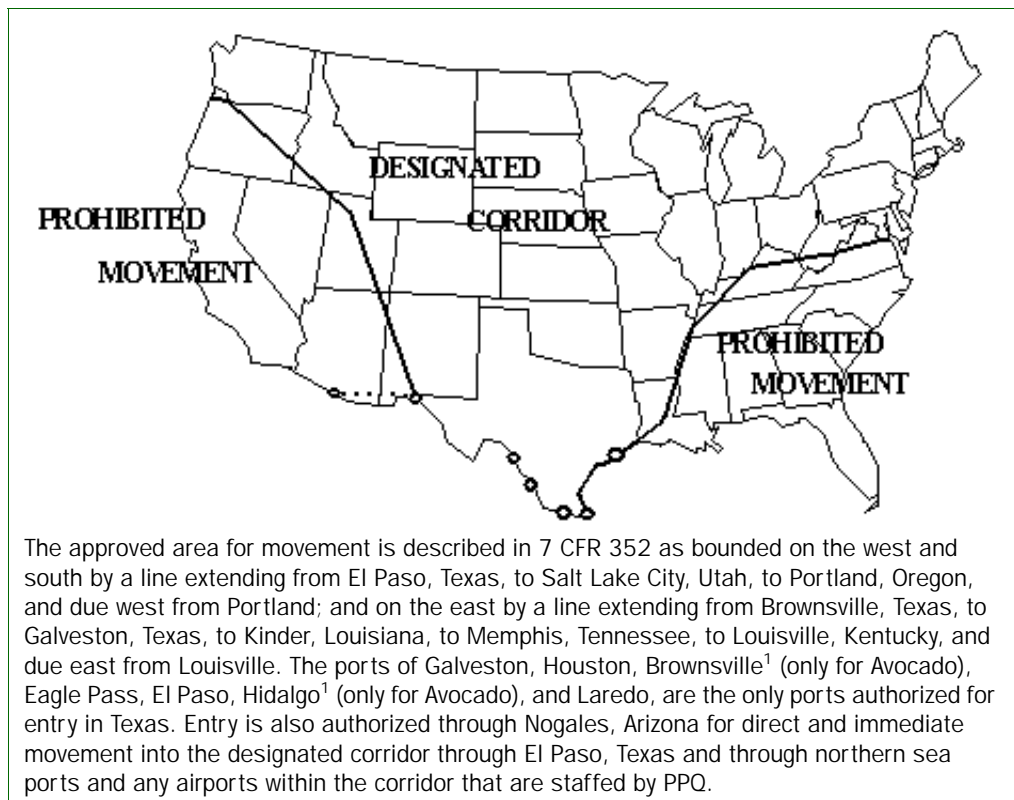 DESIGNATED
CORRIDOR
PROHIBITED
MOVEMENT
PROHIBITED
MOVEMENT
The approved area for movement is described in 7 CFR 352 as bounded on the west and
south by a line extending from El Paso, Texas, to Salt Lake City, Utah, to Portland, Oregon,
and due west from Portland; and on the east by a line extending from Brownsville, Texas, to
Galveston, Texas, to Kinder, Louisiana, to Memphis, Tennessee, to Louisville, Kentucky, and
due east from Louisville. The ports of Galveston, Houston, Brownsville¹ (only for Avocado),
Eagle Pass, El Paso, Hidalgo¹ (only for Avocado), and Laredo, are the only ports authorized for
entry in Texas. Entry is also authorized through Nogales, Arizona for direct and immediate
movement into the designated corridor through El Paso, Texas and through northern sea
ports and any airports within the corridor that are staffed by PPQ.